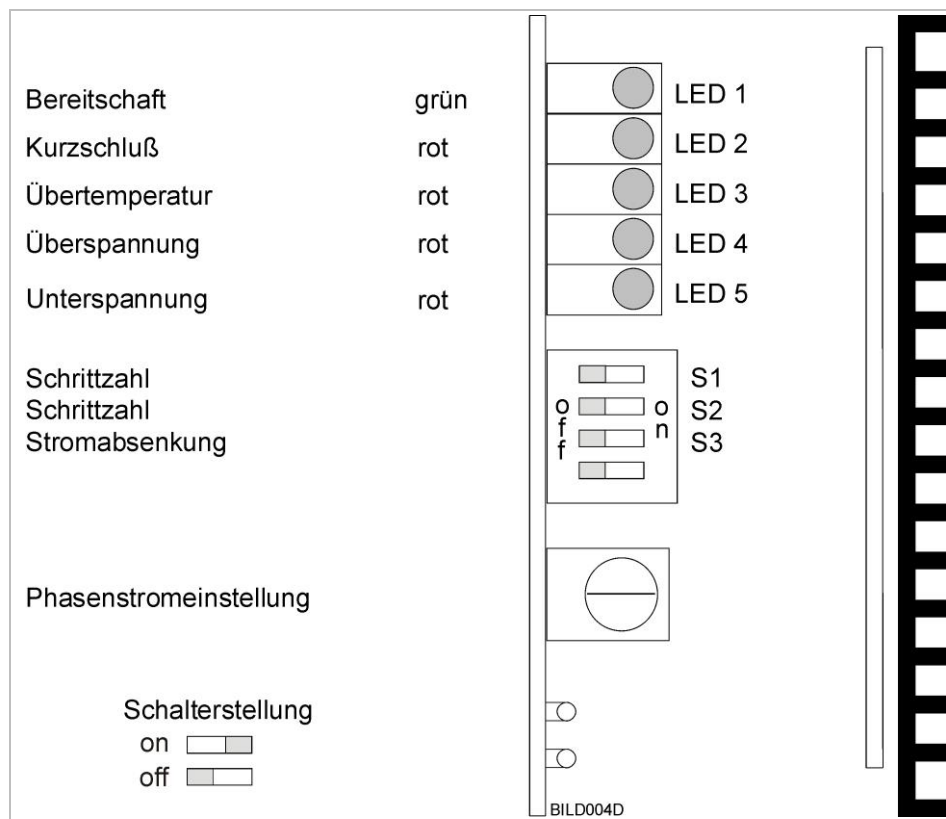 Bereitschaft grün LED 1
Kurzschluß rot LED 2
Übertemperatur rot LED 3
Überspannung rot LED 4
Unterspannung rot LED 5
Schrittzahl S1
Schrittzahl S2
Stromabsenkung S3
off
on
Phasenstromeinstellung
Schalterstellung
on
off
BILD004D